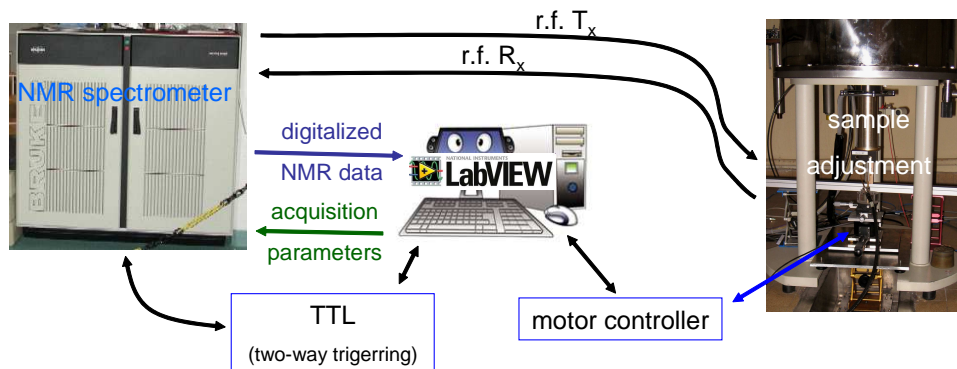 r.f. Tx
r.f. Rx
NMR spectrometer
BRUKE
digitalized
NMR data
NATIONAL INSTRUMENTS
LabVIEW
acquisition
parameters
sample
adjustment
TTL
(two-way trigerring)
motor controller